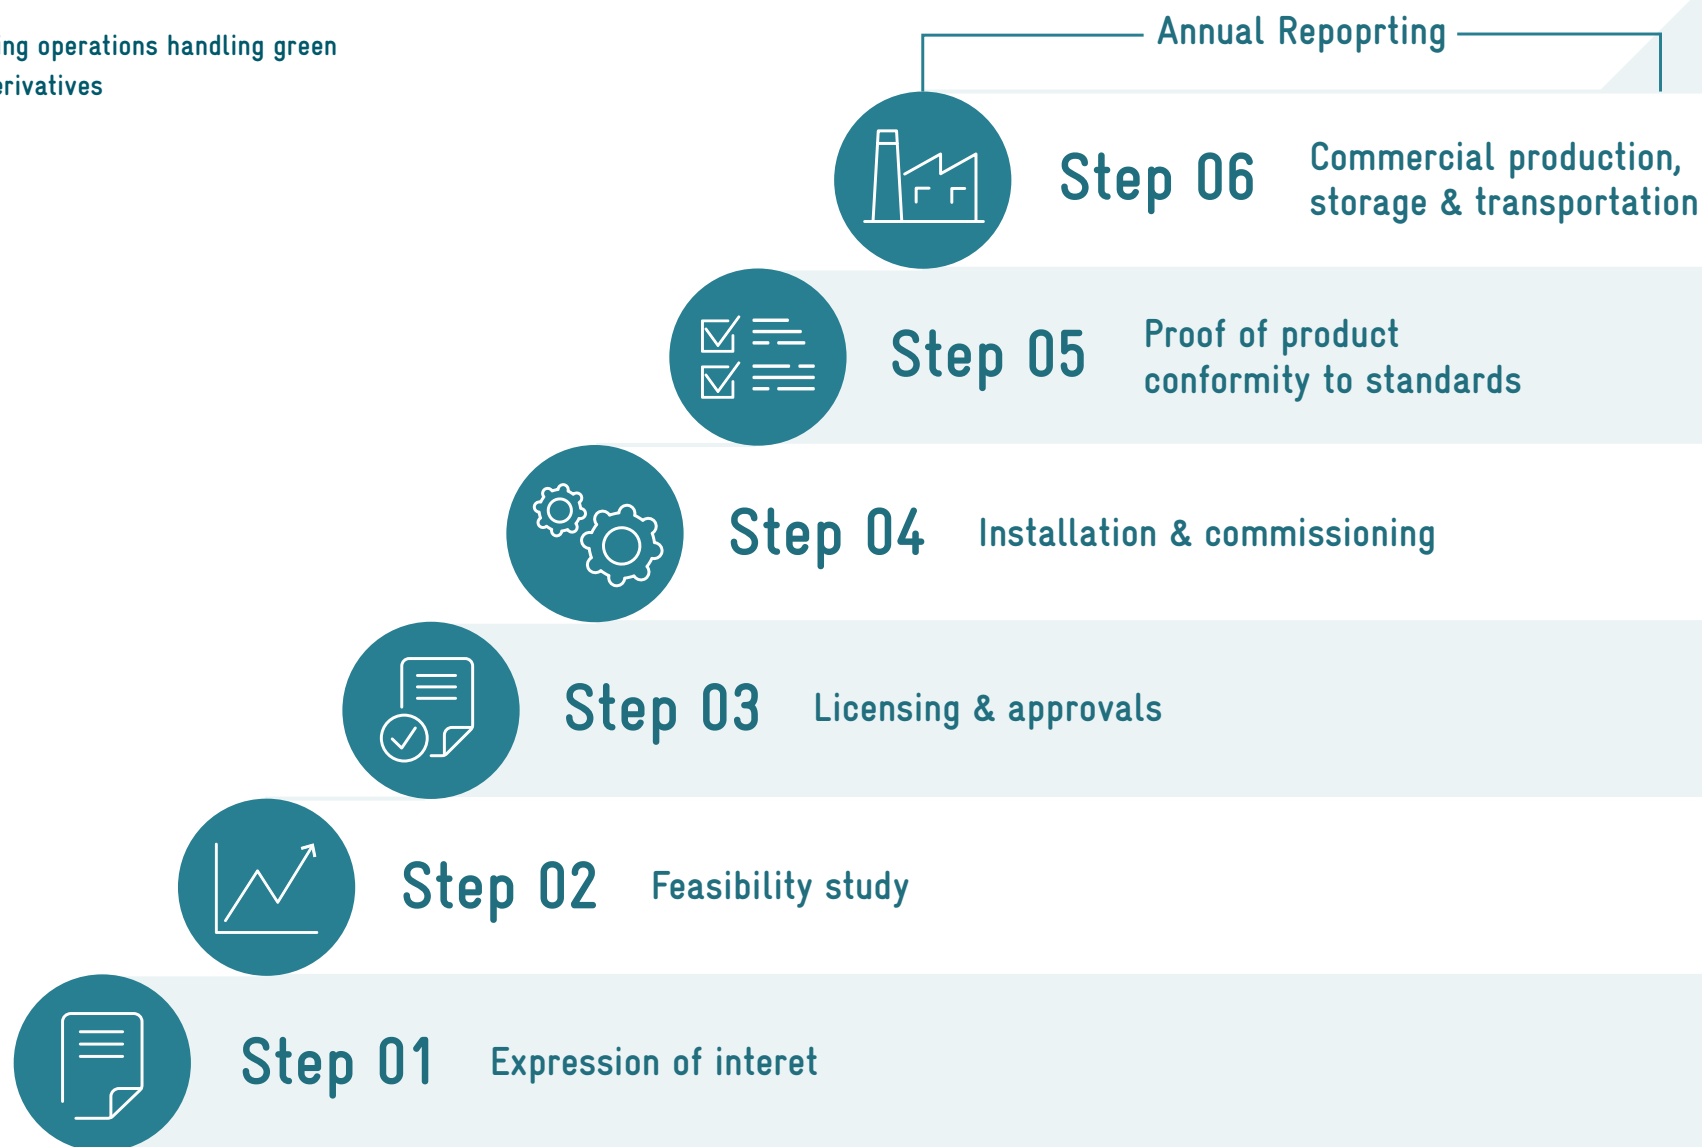 ing operations handling green
erivatives
Annual Repoprting
Step 06
Commercial production,
storage & transportation
Step 05
Proof of product
conformity to standards
Step 04
Installation & commissioning
Step 03
Licensing & approvals
Step 02
Feasibility study
Step 01
Expression of interet